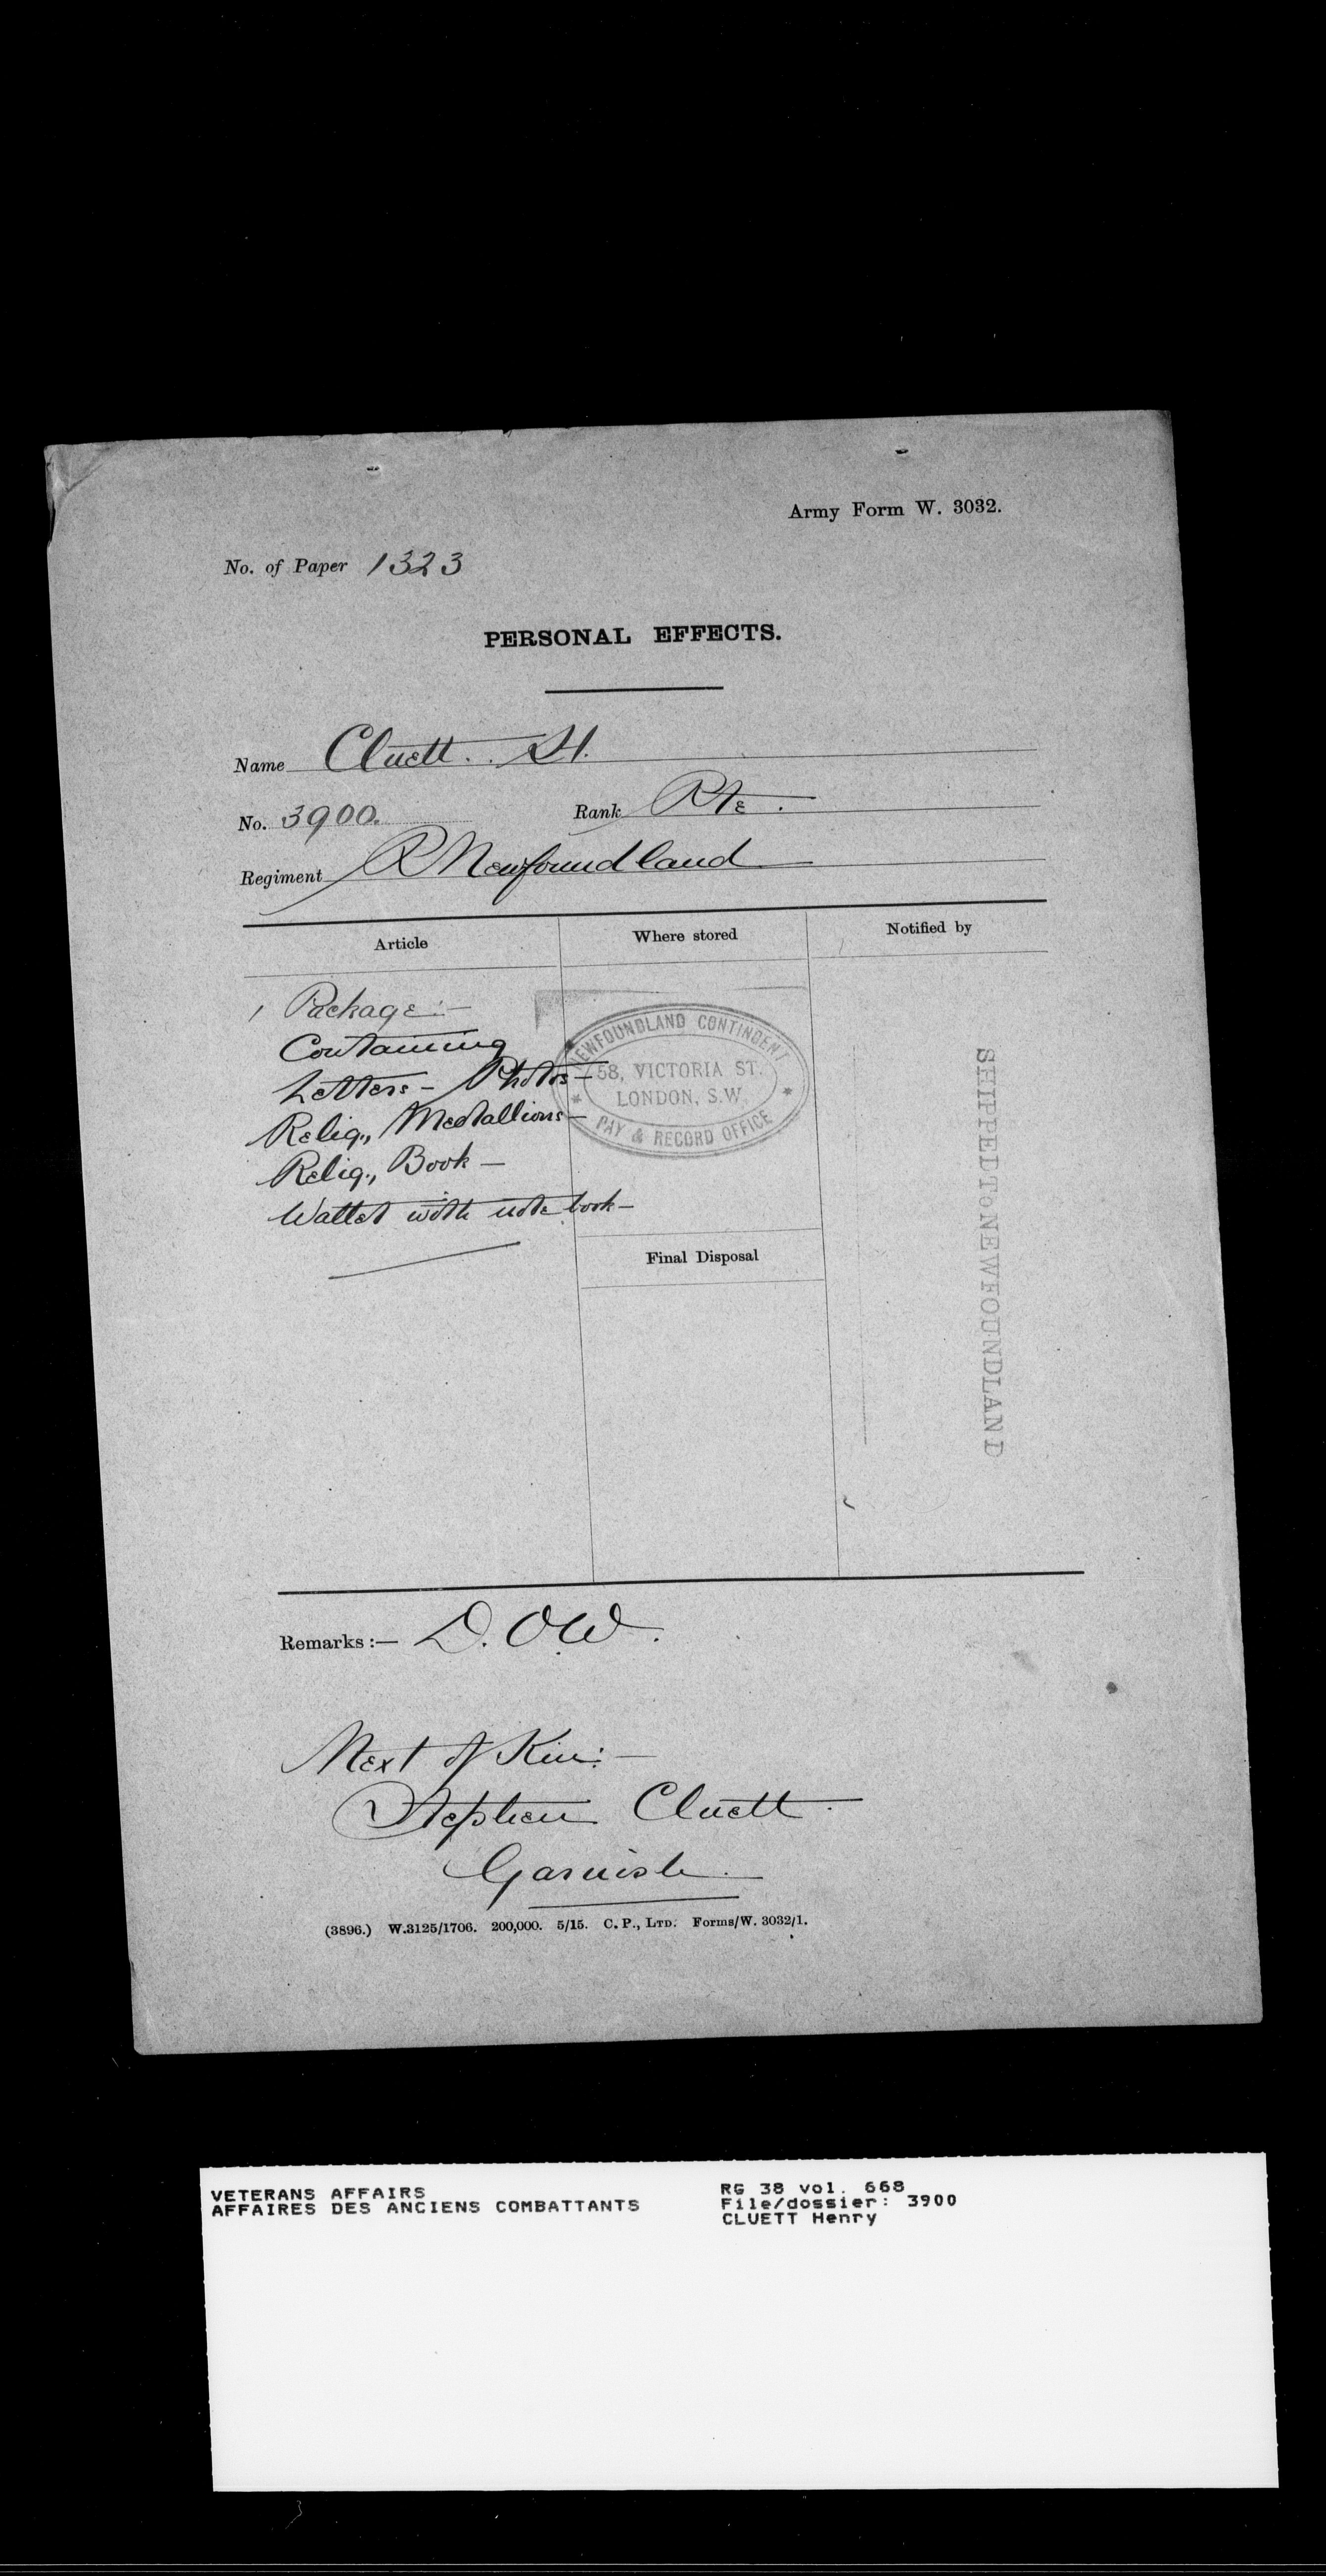 Army Form W. 3032.
No. of Paper 1323
PERSONAL EFFECTS.
Name Cluett. H.
No. 3900. Rank Pte.
Regiment R Newfoundland
Article Where stored Notified by
1 Package:-
Containing
Letters - Photos -
Relig., Medallions -
Relig., Book -
Wallet with note book -
NEWFOUNDLAND CONTINGENT
58, VICTORIA ST.
LONDON, S.W.
PAY & RECORD OFFICE
SHIPPED To NEWFOUNDLAND
Final Disposal
Remarks :— D. O W.
Next of Kin:-
Stephen Cluett.
Garnish.
(3896.) W.3125/1706. 200,000. 5/15. C. P., LTD. Forms/W. 3032/1.
VETERANS AFFAIRS
AFFAIRES DES ANCIENS COMBATTANTS
RG 38 vol. 668
File/dossier: 3900
CLUETT Henry